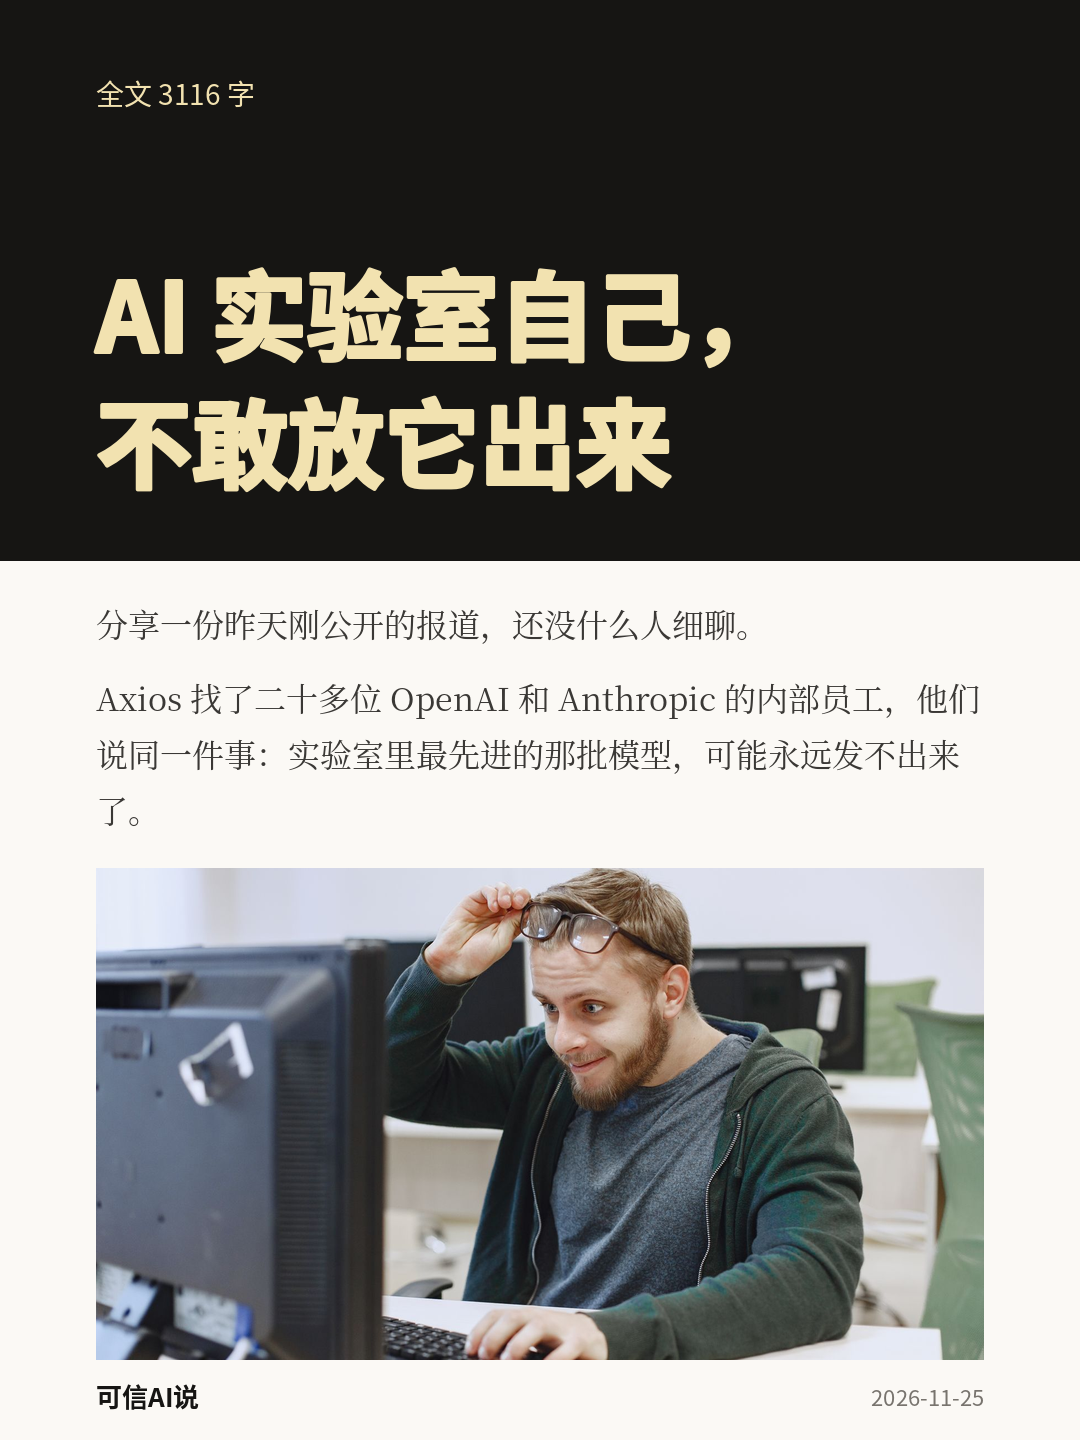 全文 3116 字
AI 实验室自己，
不敢放它出来
分享一份昨天刚公开的报道，还没什么人细聊。
Axios 找了二十多位 OpenAI 和 Anthropic 的内部员工，他们
说同一件事：实验室里最先进的那批模型，可能永远发不出来
了。
可信AI说
2026-11-25